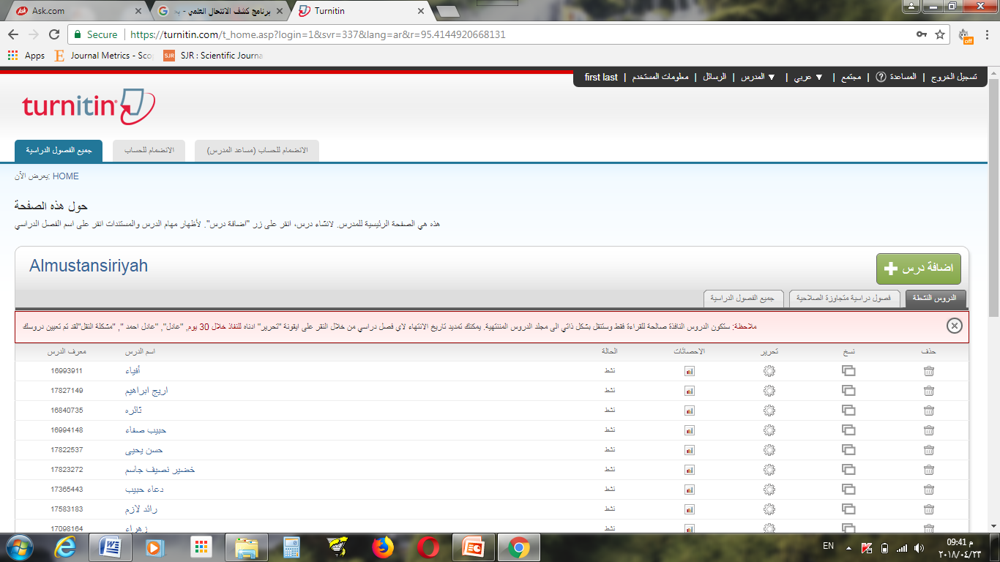 Ask.com
برنامج كشف الانتحال العلمي - بد
Turnitin
Secure
https://turnitin.com/t_home.asp?login=1&svr=337&lang=ar&r=95.4144920668131
off
Apps
Journal Metrics - Sco
SJR
SJR : Scientific Journa
first last | معلومات المستخدم | الرسائل | المدرس ▼ | عربي ▼ | مجتمع | المساعدة ? | تسجيل الخروج
turnitin
جميع الفصول الدراسية
الانضمام للحساب
الانضمام للحساب (مساعد المدرس)
يعرض الآن: HOME
حول هذه الصفحة
هذه هي الصفحة الرئيسية للمدرس. لانشاء درس، انقر على زر "اضافة درس". لأظهار مهام الدرس والمستندات انقر على اسم الفصل الدراسي
Almustansiriyah
اضافة درس
الدروس النشطة
فصول دراسية متجاوزة الصلاحية
جميع الفصول الدراسية
ملاحظة: ستكون الدروس النافذة صالحة للقراءة فقط وستنقل بشكل ذاتي الى مجلد الدروس المنتهية. يمكنك تمديد تاريخ الانتهاء لاي فصل دراسي من خلال النقر على ايقونة "تحرير" ادناه للنفاذ خلال 30 يوم, "عادل", "عادل احمد ", "مشكلة النقل"لقد تم تعيين دروسك
معرف الدرس اسم الدرس الحالة الاحصائات تحرير نسخ حذف
16993911 أفياء نشط
17827149 اريج ابراهيم نشط
16840735 ثائره نشط
16994148 حبيب صفاء نشط
17822537 حسن يحيى نشط
17823272 خضير نصيف جاسم نشط
17365443 دعاء حبيب نشط
17583183 رائد لازم نشط
17098164 زهراء نشط
EN
09:41 م
٢٠١٨/٠٤/٢٣